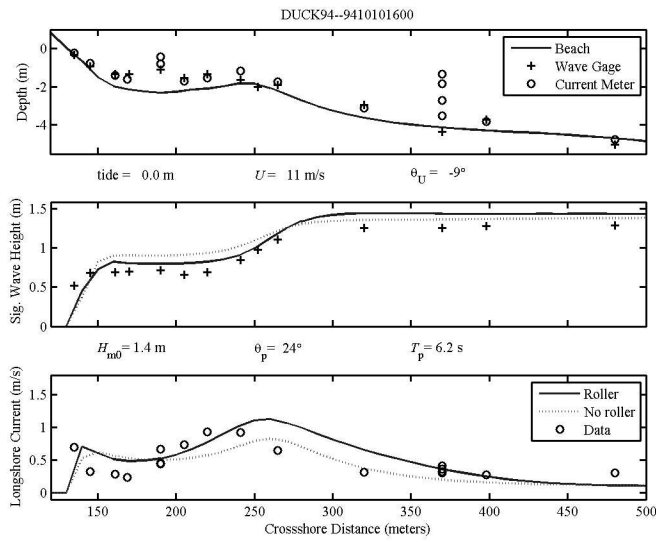 DUCK94--9410101600
Depth (m)
0
-2
-4
Beach
Wave Gage
Current Meter
tide = 0.0 m
U = 11 m/s
θU = -9°
Sig. Wave Height (m)
1.5
1
0.5
0
Hm0 = 1.4 m
θp = 24°
Tp = 6.2 s
Longshore Current (m/s)
1.5
1
0.5
0
Roller
No roller
Data
150 200 250 300 350 400 450 500
Crossshore Distance (meters)